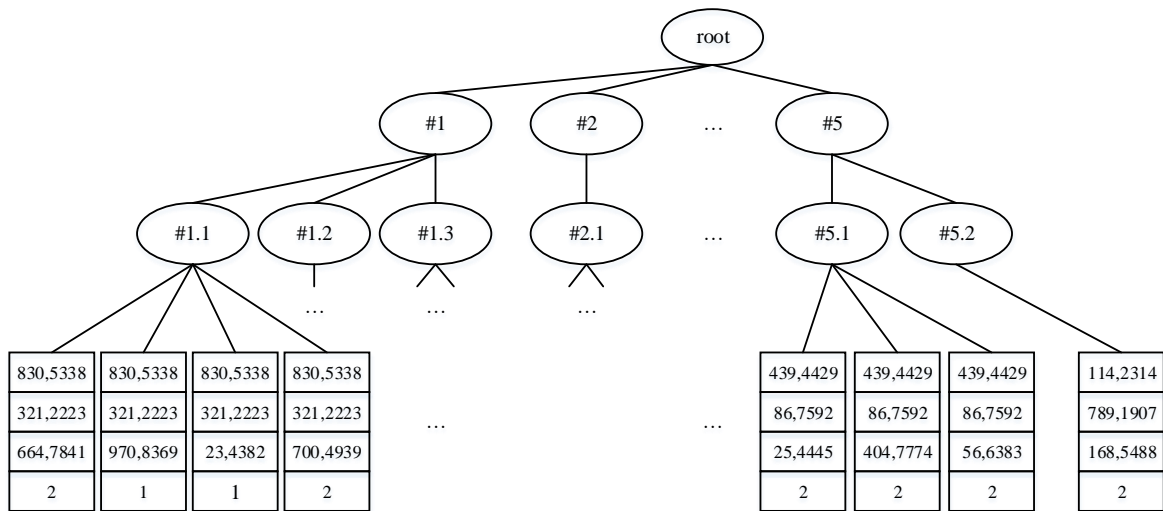 root
#1 #2 … #5
#1.1 #1.2 #1.3 #2.1 … #5.1 #5.2
… … …
830,5338 830,5338 830,5338 830,5338 439,4429 439,4429 439,4429 114,2314
321,2223 321,2223 321,2223 321,2223 … … 86,7592 86,7592 86,7592 789,1907
664,7841 970,8369 23,4382 700,4939 25,4445 404,7774 56,6383 168,5488
2 1 1 2 2 2 2 2